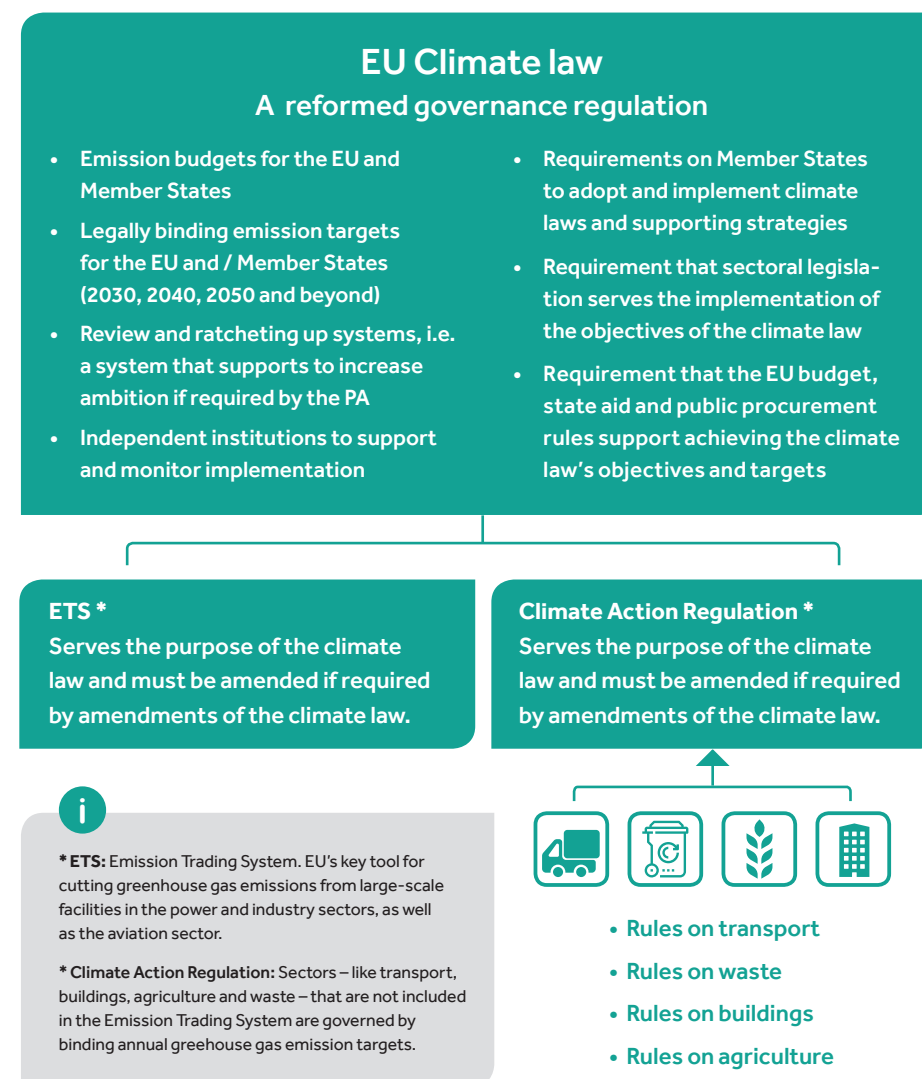 EU Climate law
A reformed governance regulation
• Emission budgets for the EU and
Member States
• Legally binding emission targets
for the EU and / Member States
(2030, 2040, 2050 and beyond)
• Review and ratcheting up systems, i.e.
a system that supports to increase
ambition if required by the PA
• Independent institutions to support
and monitor implementation
• Requirements on Member States
to adopt and implement climate
laws and supporting strategies
• Requirement that sectoral legisla-
tion serves the implementation of
the objectives of the climate law
• Requirement that the EU budget,
state aid and public procurement
rules support achieving the climate
law's objectives and targets
ETS *
Serves the purpose of the climate
law and must be amended if required
by amendments of the climate law.
Climate Action Regulation *
Serves the purpose of the climate
law and must be amended if required
by amendments of the climate law.
i
* ETS: Emission Trading System. EU's key tool for
cutting greenhouse gas emissions from large-scale
facilities in the power and industry sectors, as well
as the aviation sector.
* Climate Action Regulation: Sectors – like transport,
buildings, agriculture and waste – that are not included
in the Emission Trading System are governed by
binding annual greehouse gas emission targets.
• Rules on transport
• Rules on waste
• Rules on buildings
• Rules on agriculture